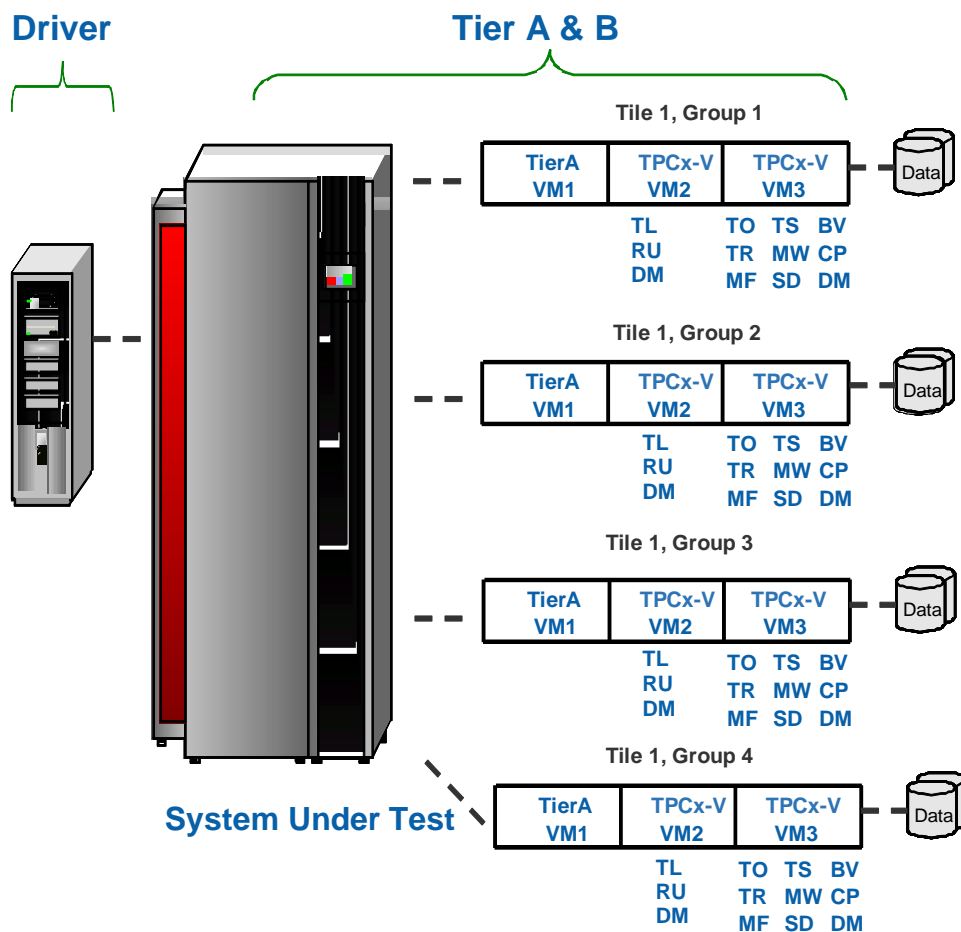 Driver
Tier A & B
Tile 1, Group 1
TierA TPCx-V TPCx-V
VM1 VM2 VM3
Data
TL TO TS BV
RU TR MW CP
DM MF SD DM
Tile 1, Group 2
TierA TPCx-V TPCx-V
VM1 VM2 VM3
Data
TL TO TS BV
RU TR MW CP
DM MF SD DM
Tile 1, Group 3
TierA TPCx-V TPCx-V
VM1 VM2 VM3
Data
TL TO TS BV
RU TR MW CP
DM MF SD DM
Tile 1, Group 4
System Under Test
TierA TPCx-V TPCx-V
VM1 VM2 VM3
Data
TL TO TS BV
RU TR MW CP
DM MF SD DM